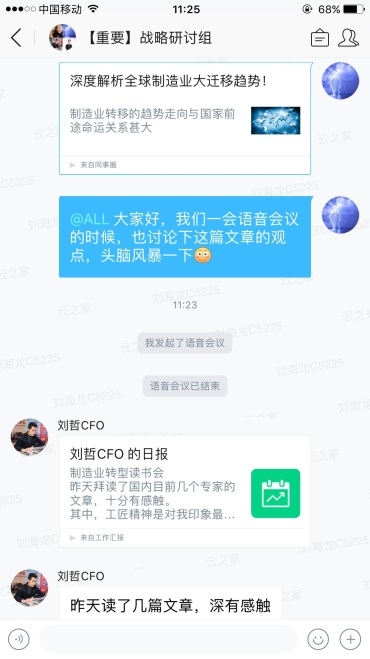 中国移动
11:25
68%
【重要】战略研讨组
深度解析全球制造业大迁移趋势！
制造业转移的趋势走向与国家前
途命运关系甚大
来自同事圈
@ALL 大家好，我们一会语音会议
的时候，也讨论下这篇文章的观
点，头脑风暴一下
11:23
我发起了语音会议
语音会议已结束
刘哲CFO
刘哲CFO 的日报
制造业转型读书会
昨天拜读了国内目前几个专家的
文章，十分有感触。
其中，工匠精神是对我印象最...
来自工作汇报
刘哲CFO
昨天读了几篇文章，深有感触
云之家
刘海龙C5225